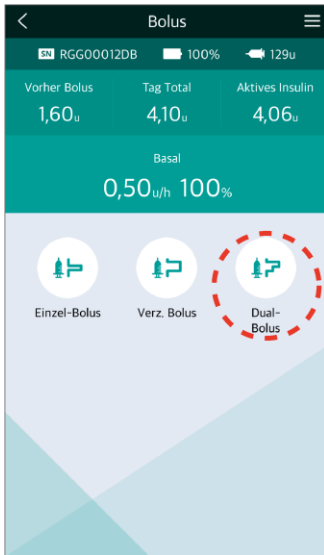 Bolus
SN RGG00012DB 100% 129u
Vorher Bolus Tag Total Aktives Insulin
1,60u 4,10u 4,06u
Basal
0,50u/h 100%
Einzel-Bolus Verz. Bolus Dual-
Bolus